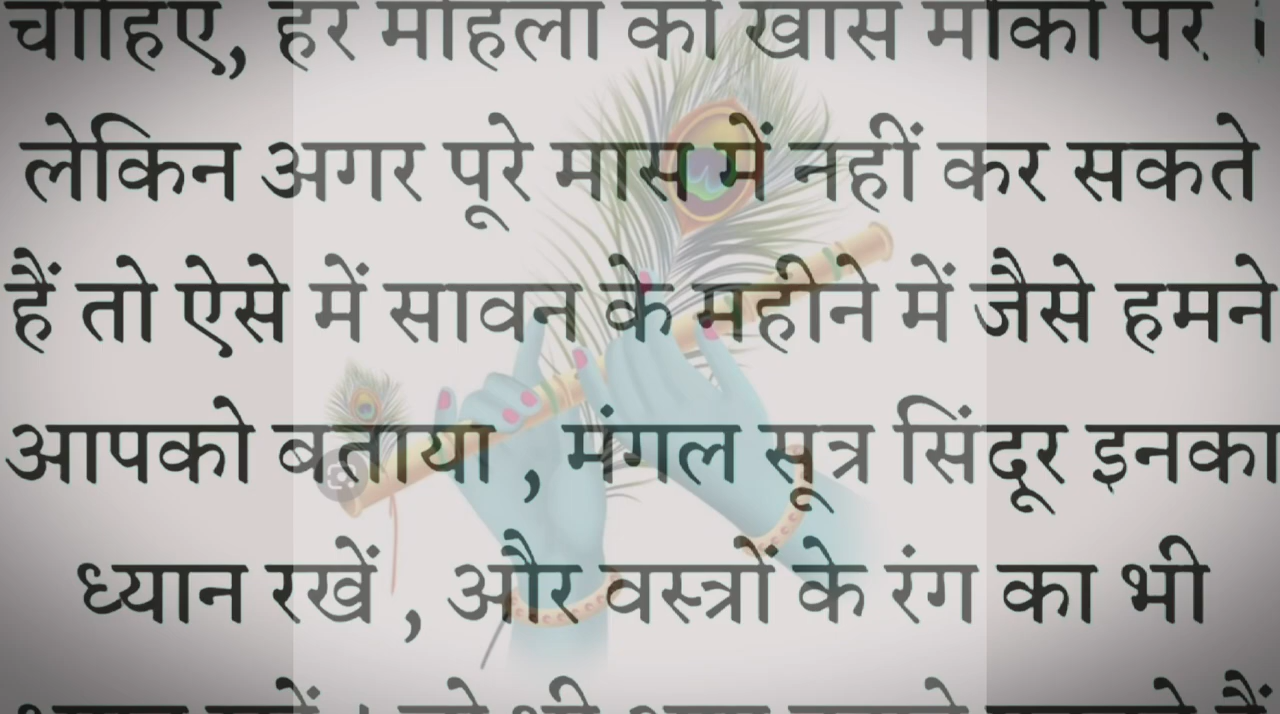 चाहिए, हर महिला को खास मौकों पर ।
लेकिन अगर पूरे मास में नहीं कर सकते
हैं तो ऐसे में सावन के महीने में जैसे हमने
आपको बताया , मंगल सूत्र सिंदूर इनका
ध्यान रखें , और वस्त्रों के रंग का भी